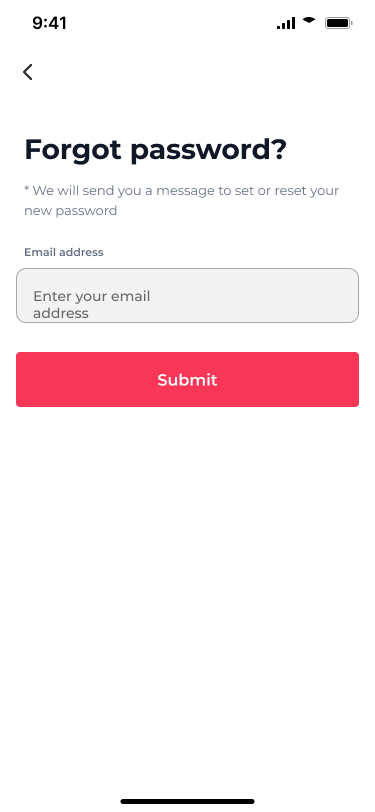 9:41
Forgot password?
* We will send you a message to set or reset your
new password
Email address
Enter your email
address
Submit